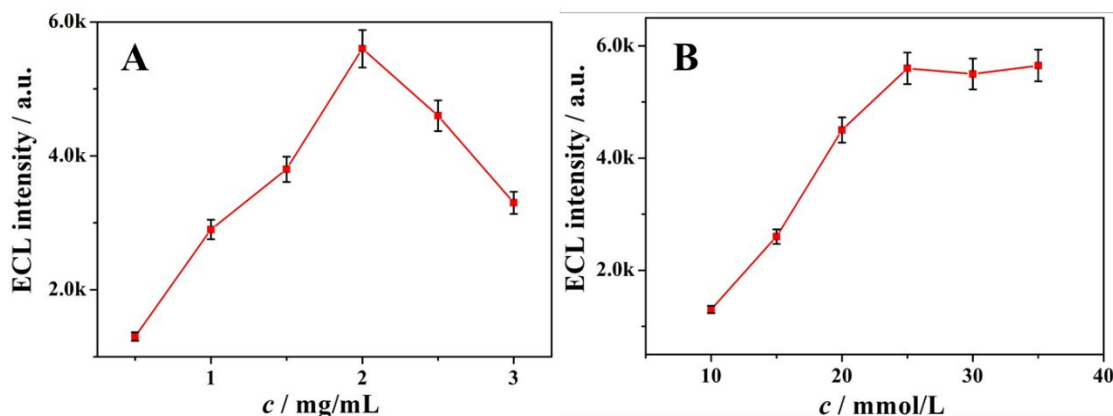 A
ECL intensity / a.u.
6.0k
4.0k
2.0k
1
2
3
c / mg/mL
B
ECL intensity / a.u.
6.0k
4.0k
2.0k
10
20
30
40
c / mmol/L